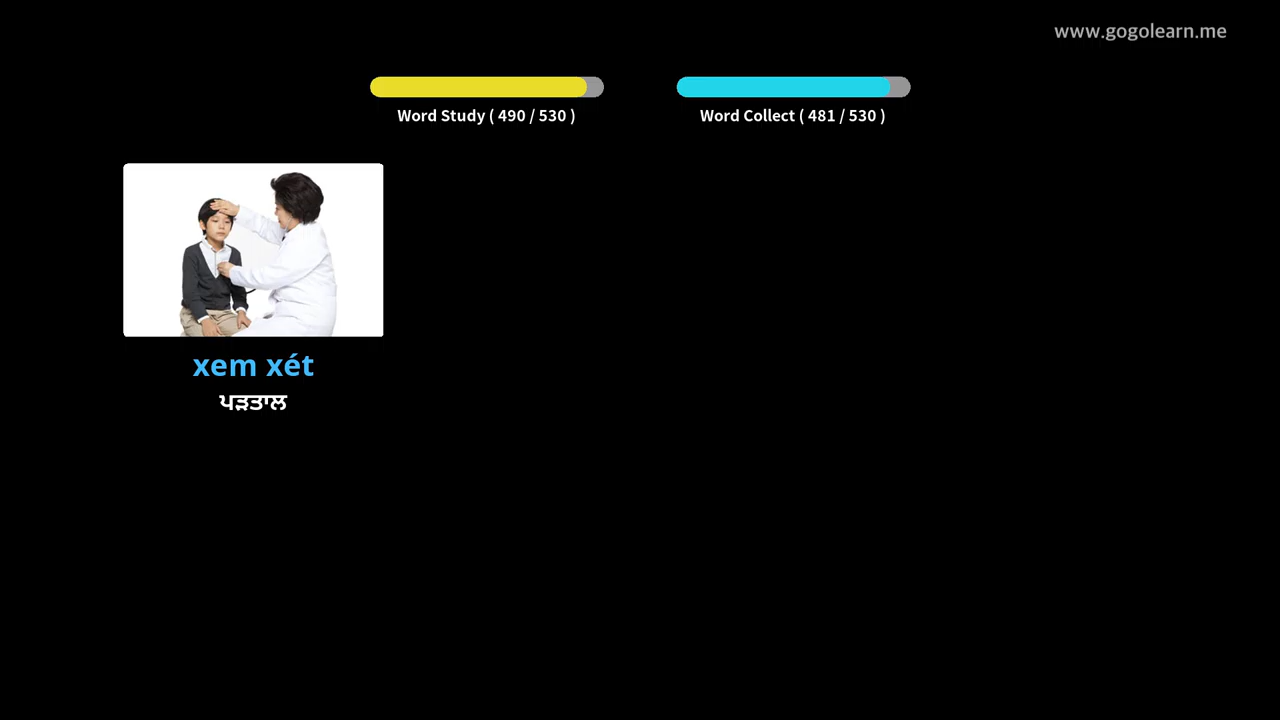 www.gogolearn.me
Word Study ( 490 / 530 )
Word Collect ( 481 / 530 )
xem xét
ਪੜਤਾਲ